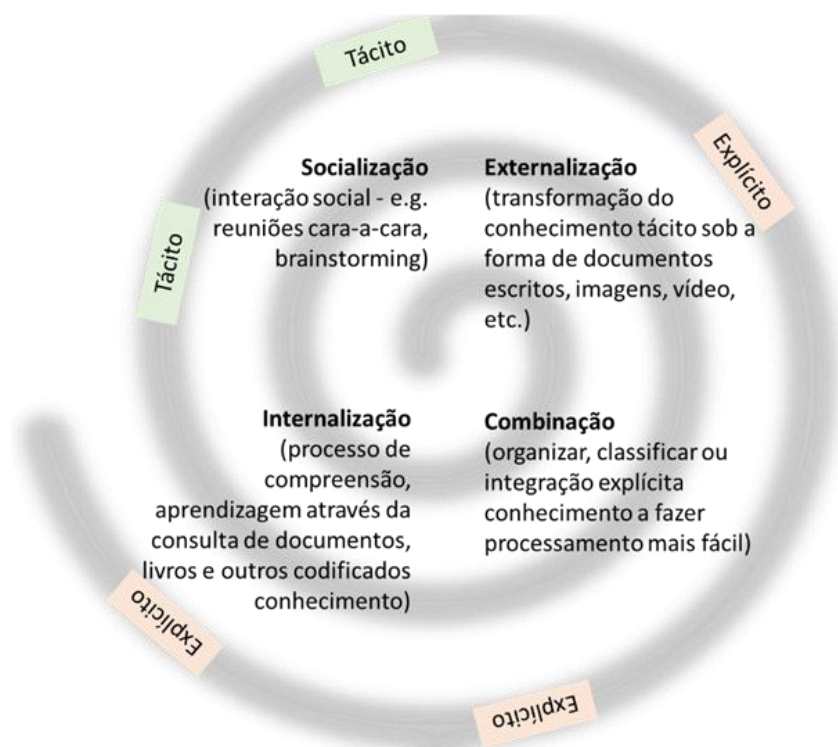 Tácito
Explícito
Tácito
Socialização
(interação social - e.g.
reuniões cara-a-cara,
brainstorming)
Externalização
(transformação do
conhecimento tácito sob a
forma de documentos
escritos, imagens, vídeo,
etc.)
Internalização
(processo de
compreensão,
aprendizagem através da
consulta de documentos,
livros e outros codificados
conhecimento)
Combinação
(organizar, classificar ou
integração explícita
conhecimento a fazer
processamento mais fácil)
Explícito
Explícito